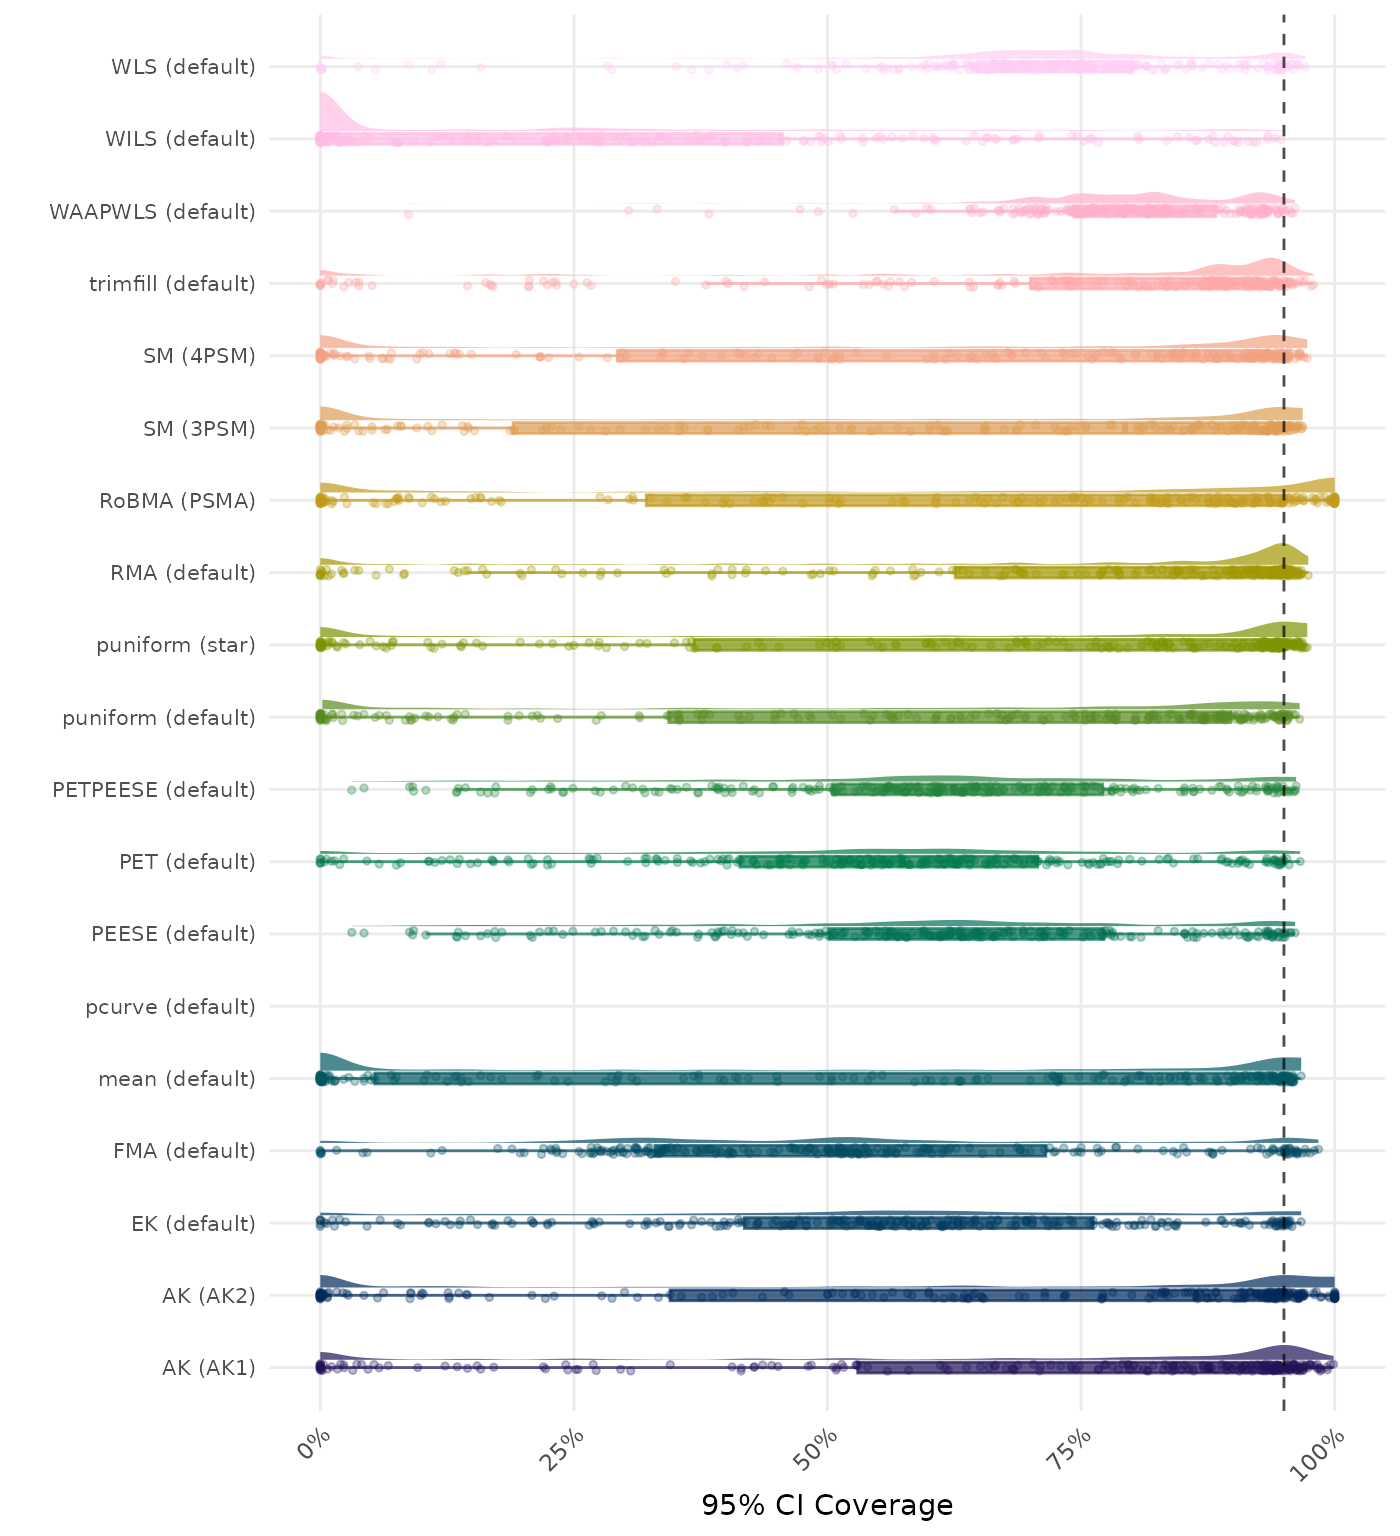 WLS (default)
WILS (default)
WAAPWLS (default)
trimfill (default)
SM (4PSM)
SM (3PSM)
RoBMA (PSMA)
RMA (default)
puniform (star)
puniform (default)
PETPEESE (default)
PET (default)
PEESE (default)
pcurve (default)
mean (default)
FMA (default)
EK (default)
AK (AK2)
AK (AK1)
0% 25% 50% 75% 100%
95% CI Coverage